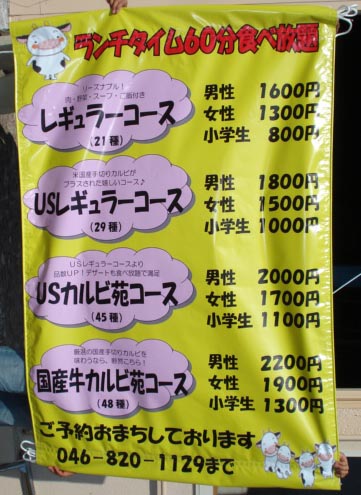 ランチタイム60分食べ放題
リーズナブル！
肉・野菜・スープ・ご飯付き
レギュラーコース
(21種)
男性 1600円
女性 1300円
小学生 800円
米国産手切りカルビが
プラスされた嬉しいコース♪
USレギュラーコース
(29種)
男性 1800円
女性 1500円
小学生 1000円
USレギュラーコースより
品数UP！デザートも食べ放題で満足
USカルビ苑コース
(45種)
男性 2000円
女性 1700円
小学生 1100円
厳選の国産手切りカルビを
味わうなら、断然こちら！
国産牛カルビ苑コース
(48種)
男性 2200円
女性 1900円
小学生 1300円
ご予約おまちしております
046-820-1129まで